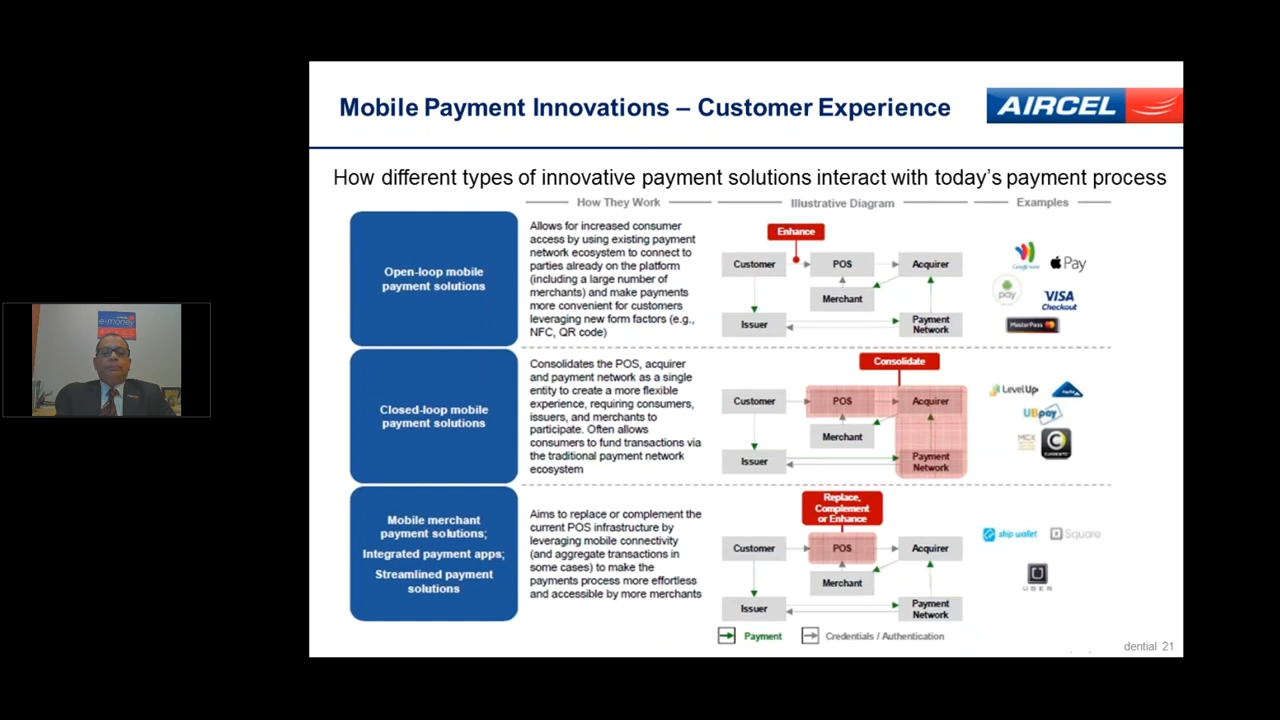 Mobile Payment Innovations – Customer Experience
AIRCEL
How different types of innovative payment solutions interact with today's payment process
How They Work
Illustrative Diagram
Examples
Open-loop mobile
payment solutions
Allows for increased consumer
access by using existing payment
network ecosystem to connect to
parties already on the platform
(including a large number of
merchants) and make payments
more convenient for customers
leveraging new form factors (e.g.,
NFC, QR code)
Enhance
Customer
POS
Acquirer
Merchant
Issuer
Payment
Network
Pay
pay
VISA
Checkout
MasterPass
Closed-loop mobile
payment solutions
Consolidates the POS, acquirer
and payment network as a single
entity to create a more flexible
experience, requiring consumers,
issuers, and merchants to
participate. Often allows
consumers to fund transactions via
the traditional payment network
ecosystem
Consolidate
Customer
POS
Acquirer
Merchant
Issuer
Payment
Network
LevelUp
UBpay
MCX
Mobile merchant
payment solutions;
Integrated payment apps;
Streamlined payment
solutions
Aims to replace or complement the
current POS infrastructure by
leveraging mobile connectivity
(and aggregate transactions in
some cases) to make the
payments process more effortless
and accessible by more merchants
Replace,
Complement
or Enhance
Customer
POS
Acquirer
Merchant
Issuer
Payment
Network
skip wallet
Square
UBER
Payment
Credentials / Authentication
dential 21
e-money